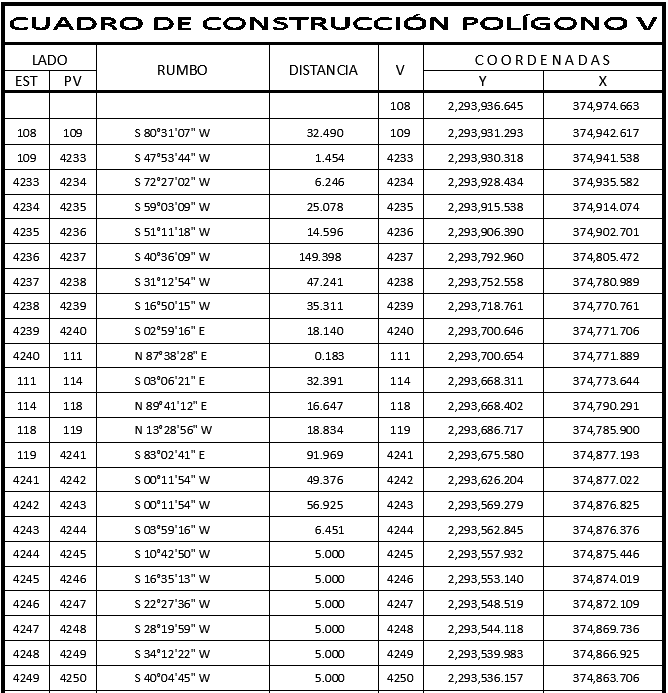 CUADRO DE CONSTRUCCIÓN POLÍGONO V
LADO RUMBO DISTANCIA V C O O R D E N A D A S
EST PV Y X
108 2,293,936.645 374,974.663
108 109 S 80°31'07" W 32.490 109 2,293,931.293 374,942.617
109 4233 S 47°53'44" W 1.454 4233 2,293,930.318 374,941.538
4233 4234 S 72°27'02" W 6.246 4234 2,293,928.434 374,935.582
4234 4235 S 59°03'09" W 25.078 4235 2,293,915.538 374,914.074
4235 4236 S 51°11'18" W 14.596 4236 2,293,906.390 374,902.701
4236 4237 S 40°36'09" W 149.398 4237 2,293,792.960 374,805.472
4237 4238 S 31°12'54" W 47.241 4238 2,293,752.558 374,780.989
4238 4239 S 16°50'15" W 35.311 4239 2,293,718.761 374,770.761
4239 4240 S 02°59'16" E 18.140 4240 2,293,700.646 374,771.706
4240 111 N 87°38'28" E 0.183 111 2,293,700.654 374,771.889
111 114 S 03°06'21" E 32.391 114 2,293,668.311 374,773.644
114 118 N 89°41'12" E 16.647 118 2,293,668.402 374,790.291
118 119 N 13°28'56" W 18.834 119 2,293,686.717 374,785.900
119 4241 S 83°02'41" E 91.969 4241 2,293,675.580 374,877.193
4241 4242 S 00°11'54" W 49.376 4242 2,293,626.204 374,877.022
4242 4243 S 00°11'54" W 56.925 4243 2,293,569.279 374,876.825
4243 4244 S 03°59'16" W 6.451 4244 2,293,562.845 374,876.376
4244 4245 S 10°42'50" W 5.000 4245 2,293,557.932 374,875.446
4245 4246 S 16°35'13" W 5.000 4246 2,293,553.140 374,874.019
4246 4247 S 22°27'36" W 5.000 4247 2,293,548.519 374,872.109
4247 4248 S 28°19'59" W 5.000 4248 2,293,544.118 374,869.736
4248 4249 S 34°12'22" W 5.000 4249 2,293,539.983 374,866.925
4249 4250 S 40°04'45" W 5.000 4250 2,293,536.157 374,863.706